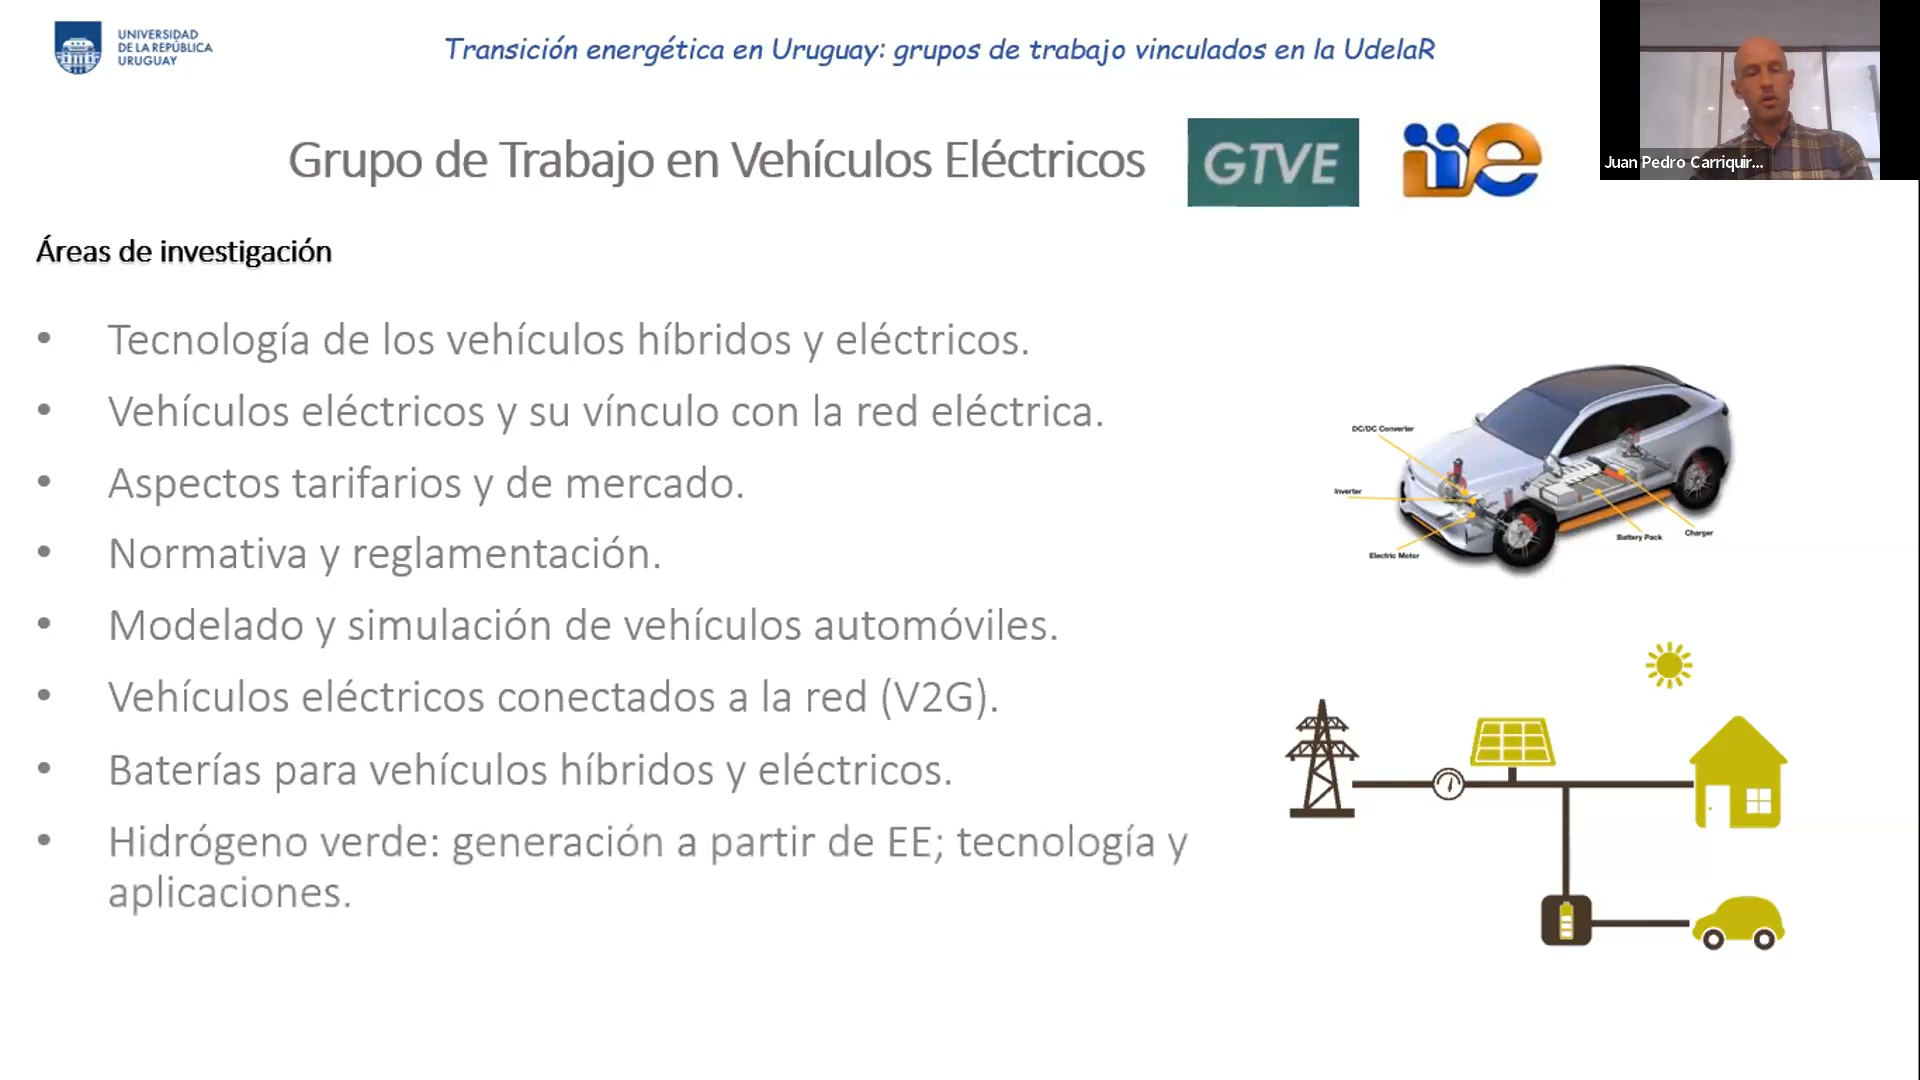 UNIVERSIDAD
DE LA REPÚBLICA
URUGUAY
Transición energética en Uruguay: grupos de trabajo vinculados en la UdelaR
Grupo de Trabajo en Vehículos Eléctricos
GTVE
iie
Juan Pedro Carriquir...
Áreas de investigación
• Tecnología de los vehículos híbridos y eléctricos.
• Vehículos eléctricos y su vínculo con la red eléctrica.
• Aspectos tarifarios y de mercado.
• Normativa y reglamentación.
• Modelado y simulación de vehículos automóviles.
• Vehículos eléctricos conectados a la red (V2G).
• Baterías para vehículos híbridos y eléctricos.
• Hidrógeno verde: generación a partir de EE; tecnología y
aplicaciones.
DC/DC Converter
Inverter
Electric Motor
Battery Pack
Charger